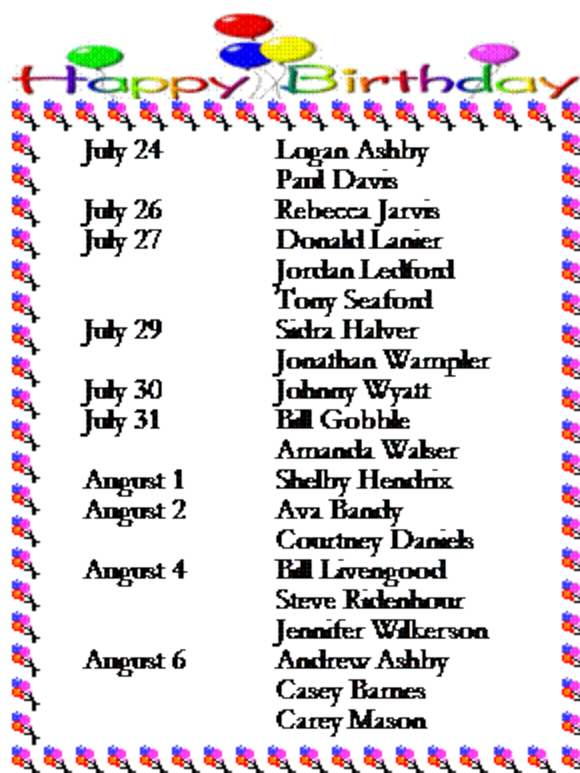 Happy Birthday
July 24 Logan Ashby
Paul Davis
July 26 Rebecca Jarvis
July 27 Donald Lanier
Jordan Ledford
Tony Seaford
July 29 Sidra Halver
Jonathan Wampler
July 30 Johnny Wyatt
July 31 Bill Gobble
Amanda Walser
August 1 Shelby Hendrix
August 2 Ava Bandy
Courtney Daniels
August 4 Bill Livengood
Steve Ridenhour
Jennifer Wilkerson
August 6 Andrew Ashby
Casey Barnes
Carey Mason